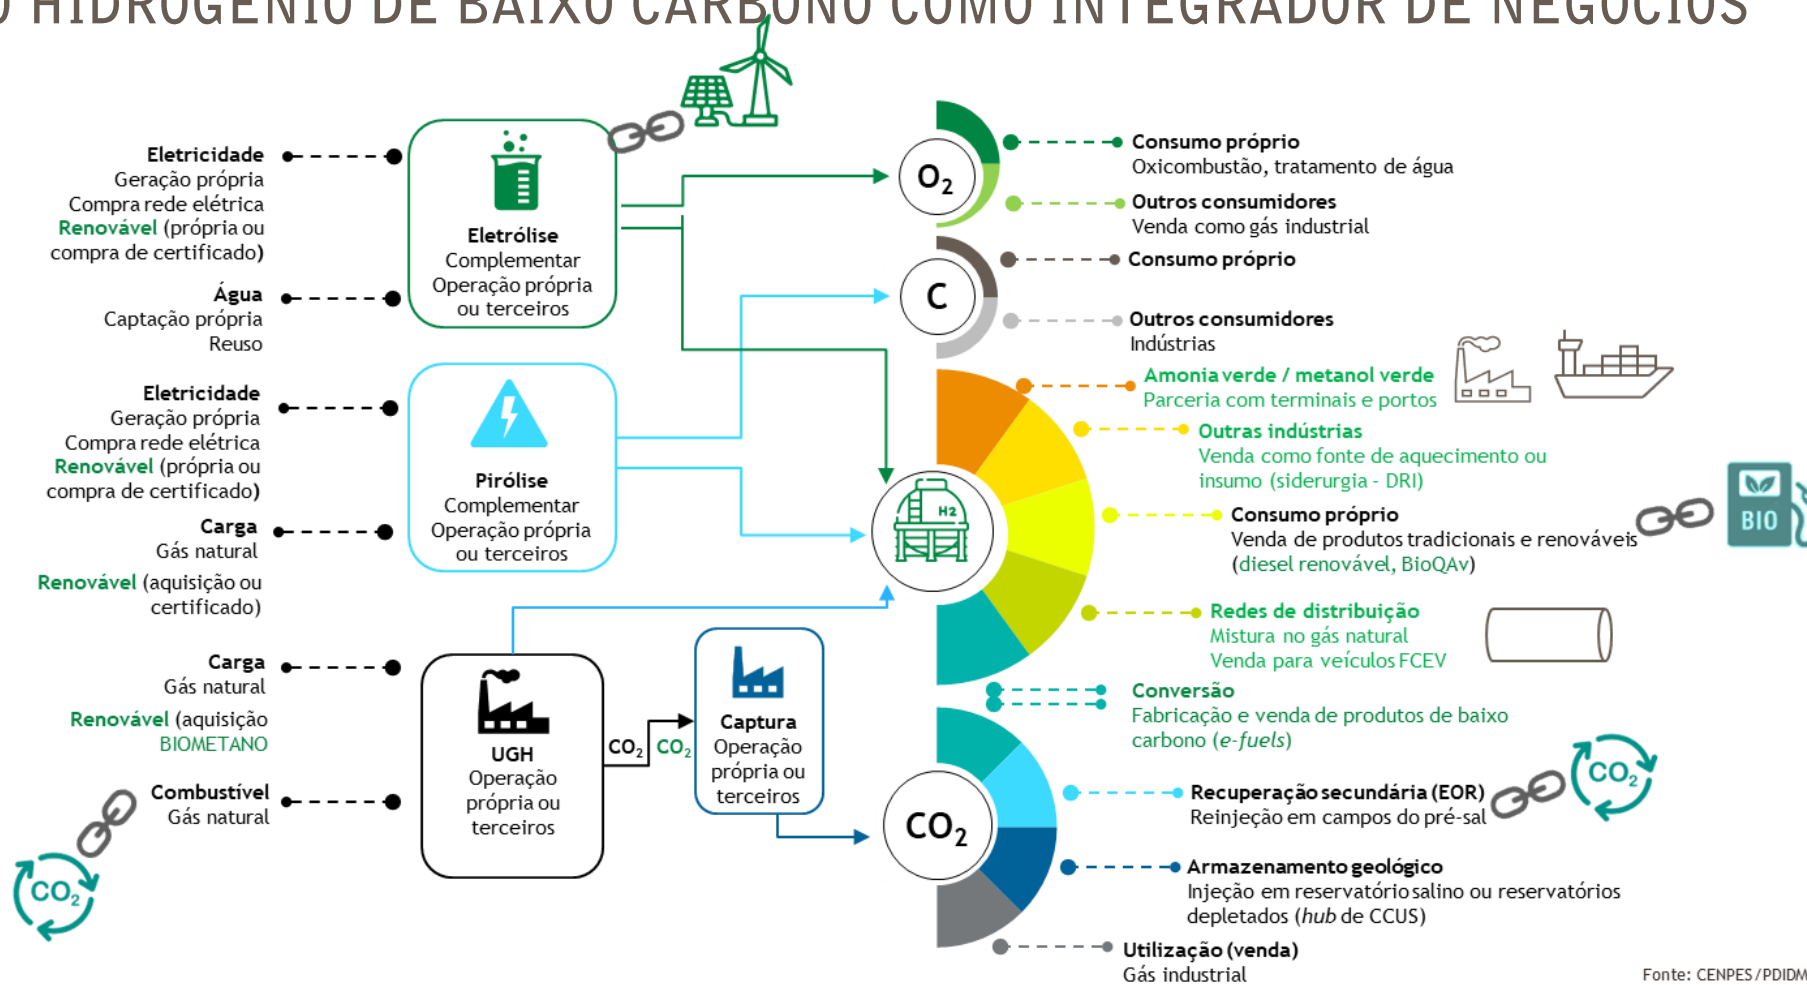 O HIDROGÊNIO DE BAIXO CARBONO COMO INTEGRADOR DE NEGÓCIOS
Eletricidade
Geração própria
Compra rede elétrica
Renovável (própria ou
compra de certificado)
Água
Captação própria
Reuso
Eletricidade
Geração própria
Compra rede elétrica
Renovável (própria ou
compra de certificado)
Carga
Gás natural
Renovável (aquisição ou
certificado)
Carga
Gás natural
Renovável (aquisição
BIOMETANO
Combustível
Gás natural
CO2
Eletrólise
Complementar
Operação própria
ou terceiros
Pirólise
Complementar
Operação própria
ou terceiros
UGH
Operação
própria ou
terceiros
CO2
CO2
Captura
Operação
própria ou
terceiros
O2
C
H2
CO2
Consumo próprio
Oxicombustão, tratamento de água
Outros consumidores
Venda como gás industrial
Consumo próprio
Outros consumidores
Indústrias
Amonia verde / metanol verde
Parceria com terminais e portos
Outras indústrias
Venda como fonte de aquecimento ou
insumo (siderurgia - DRI)
Consumo próprio
Venda de produtos tradicionais e renováveis
(diesel renovável, BioQAv)
BIO
Redes de distribuição
Mistura no gás natural
Venda para veículos FCEV
Conversão
Fabricação e venda de produtos de baixo
carbono (e-fuels)
Recuperação secundária (EOR)
Reinjeção em campos do pré-sal
CO2
Armazenamento geológico
Injeção em reservatório salino ou reservatórios
depletados (hub de CCUS)
Utilização (venda)
Gás industrial
Fonte: CENPES/PDIDM